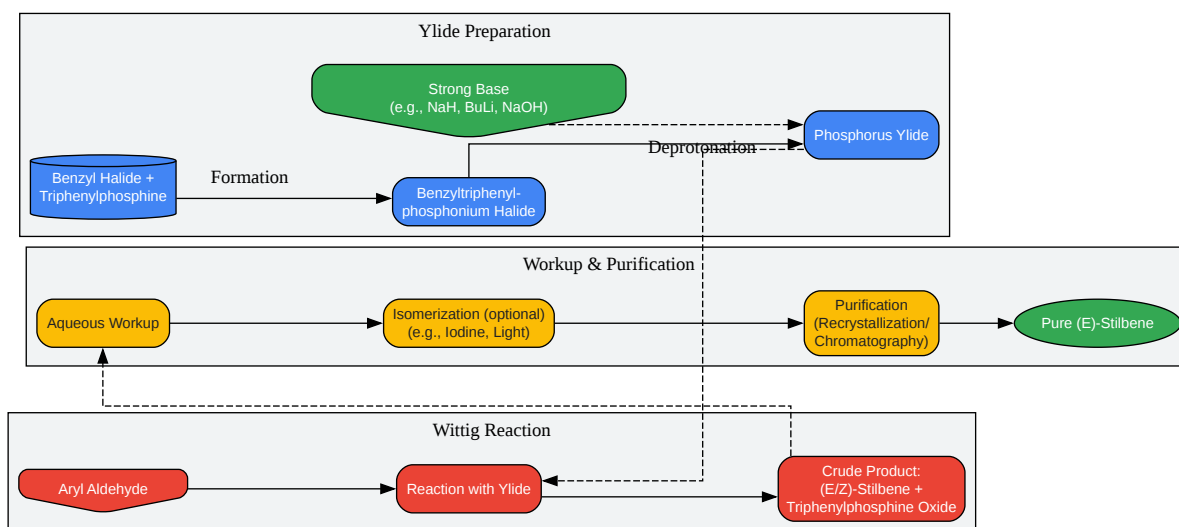 Ylide Preparation
Strong Base
(e.g., NaH, BuLi, NaOH)
Phosphorus Ylide
Deprotonation
Benzyl Halide +
Triphenylphosphine
Formation
Benzyltriphenyl-
phosphonium Halide
Workup & Purification
Aqueous Workup
Isomerization (optional)
(e.g., Iodine, Light)
Purification
(Recrystallization/
Chromatography)
Pure (E)-Stilbene
Wittig Reaction
Aryl Aldehyde
Reaction with Ylide
Crude Product:
(E/Z)-Stilbene +
Triphenylphosphine Oxide